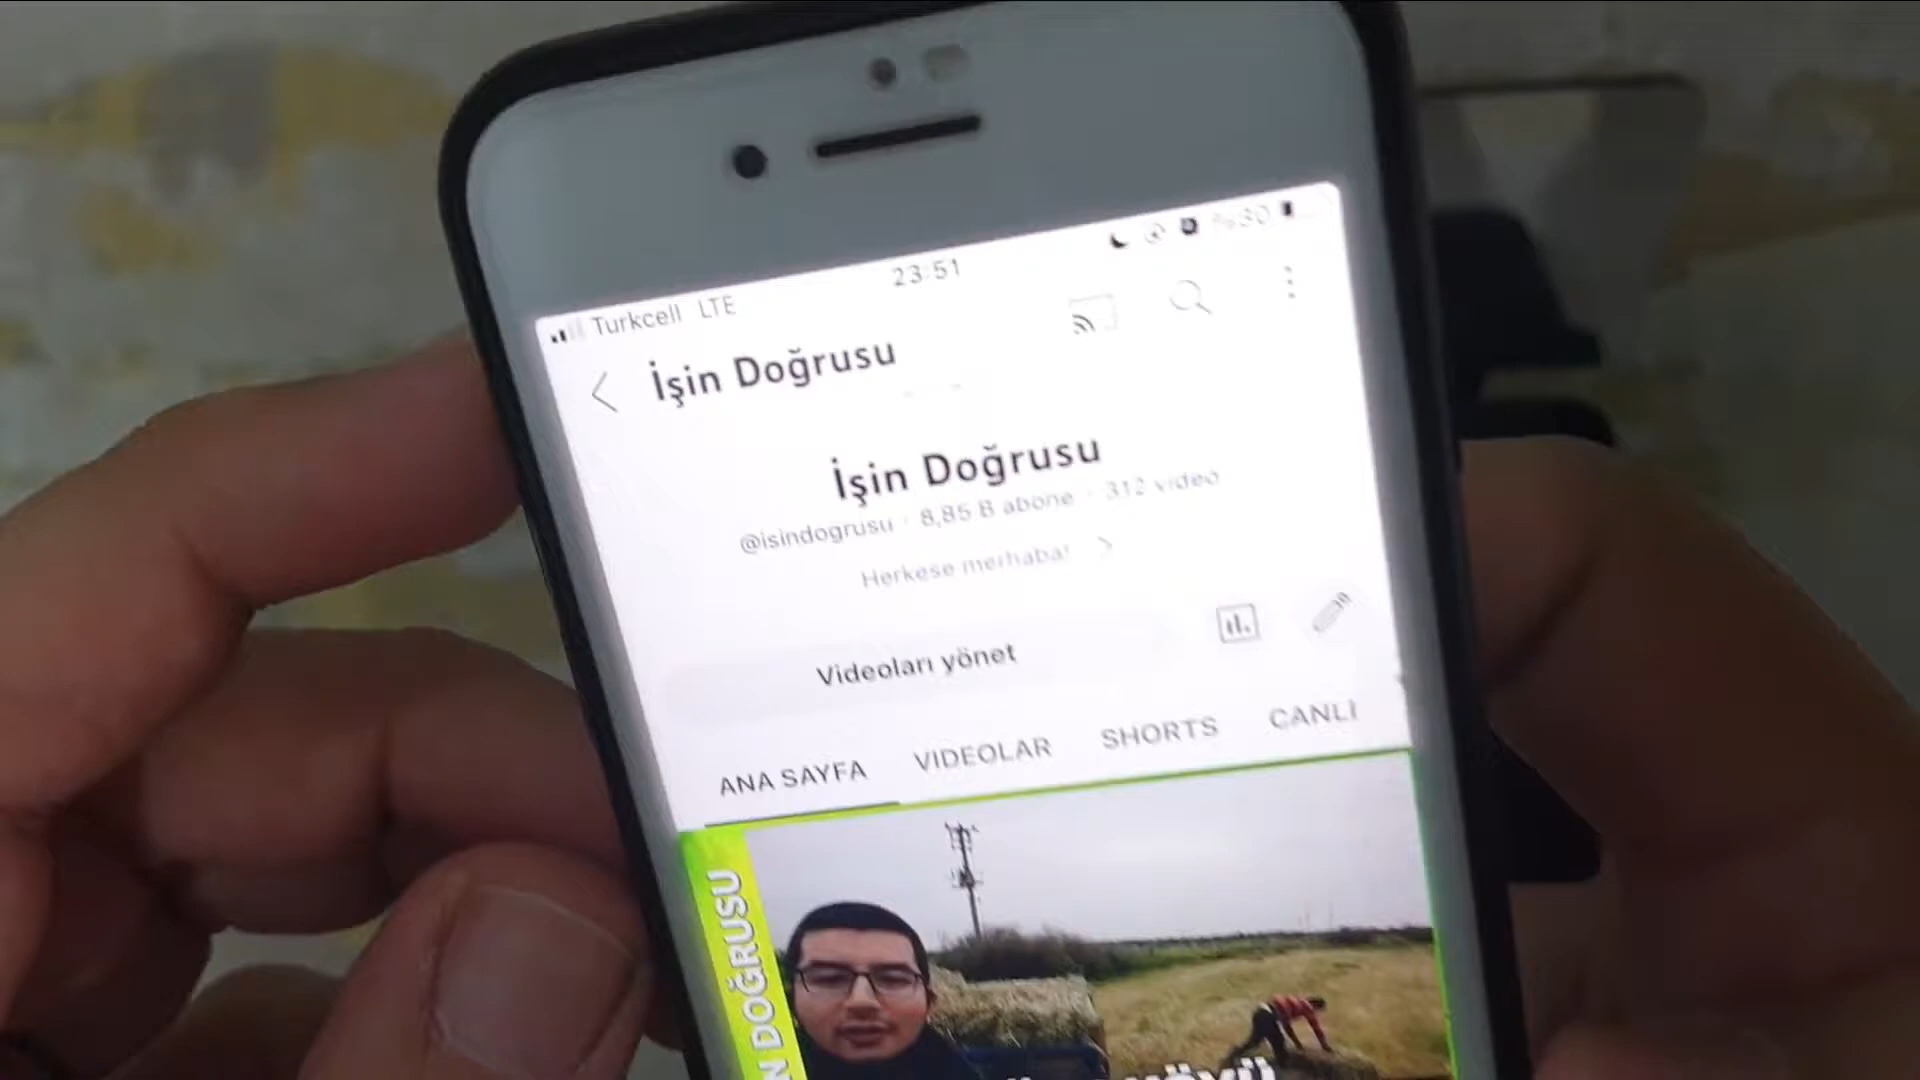 23:51 %30
Turkcell LTE
İşin Doğrusu
İşin Doğrusu
@isindogrusu · 8,85 B abone · 312 video
Herkese merhaba!
Videoları yönet
ANA SAYFA VIDEOLAR SHORTS CANLI
N DOĞRUSU